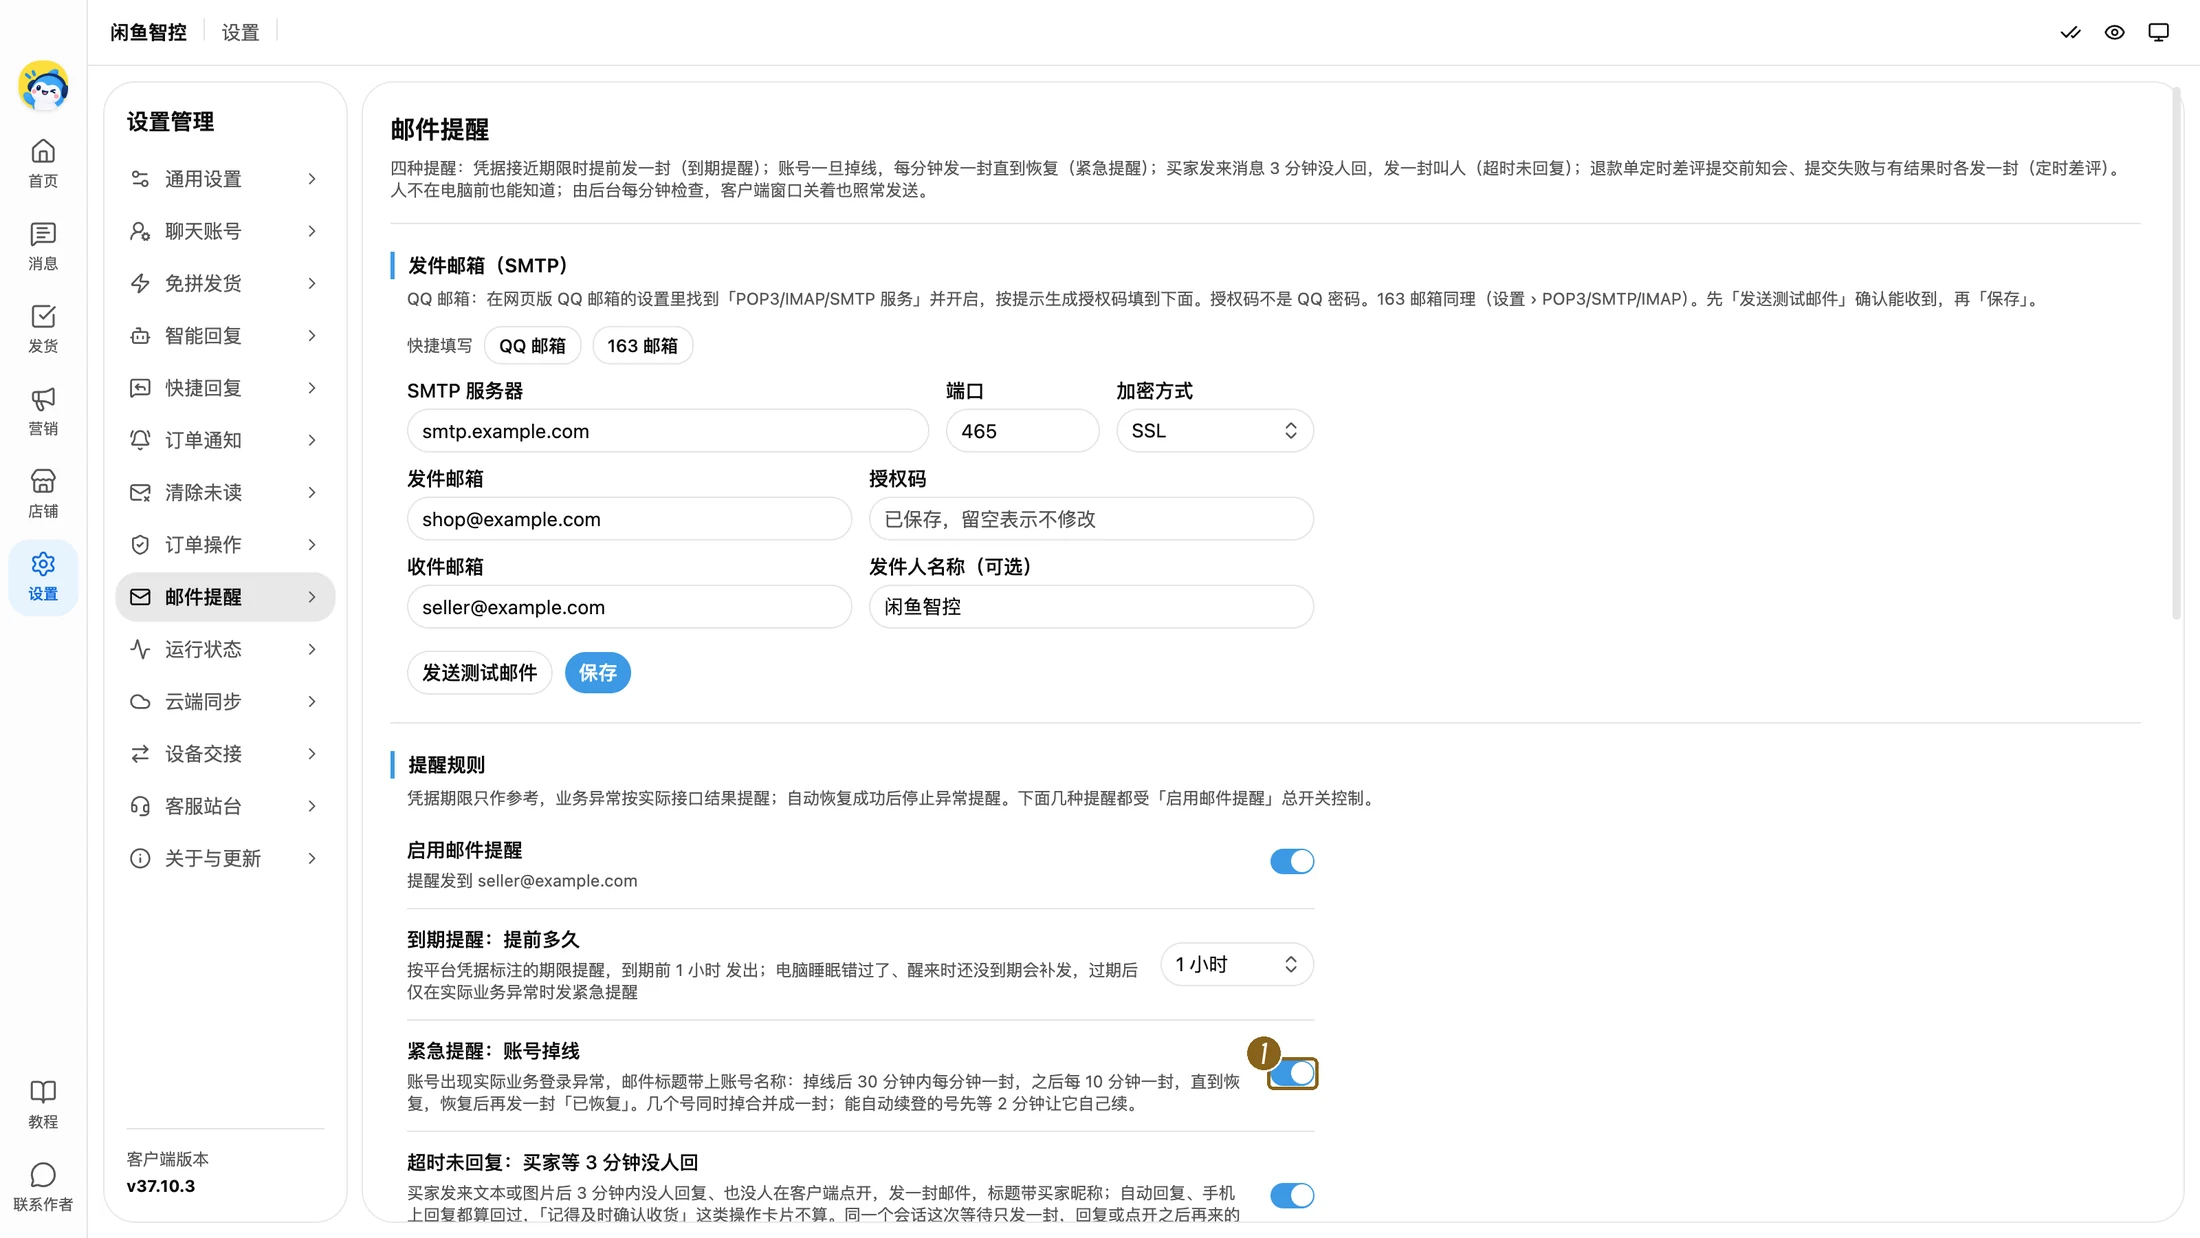 闲鱼智控
设置
首页
消息
发货
营销
店铺
设置
教程
联系作者
设置管理
通用设置
聊天账号
免拼发货
智能回复
快捷回复
订单通知
清除未读
订单操作
邮件提醒
运行状态
云端同步
设备交接
客服站台
关于与更新
客户端版本
v37.10.3
邮件提醒
四种提醒：凭据接近期限时提前发一封（到期提醒）；账号一旦掉线，每分钟发一封直到恢复（紧急提醒）；买家发来消息 3 分钟没人回，发一封叫人（超时未回复）；退款单定时差评提交前知会、提交失败与有结果时各发一封（定时差评）。
人不在电脑前也能知道；由后台每分钟检查，客户端窗口关着也照常发送。
发件邮箱（SMTP）
QQ 邮箱：在网页版 QQ 邮箱的设置里找到「POP3/IMAP/SMTP 服务」并开启，按提示生成授权码填到下面。授权码不是 QQ 密码。163 邮箱同理（设置 › POP3/SMTP/IMAP）。先「发送测试邮件」确认能收到，再「保存」。
快捷填写
QQ 邮箱
163 邮箱
SMTP 服务器
端口
加密方式
smtp.example.com
465
SSL
发件邮箱
授权码
shop@example.com
已保存，留空表示不修改
收件邮箱
发件人名称（可选）
seller@example.com
闲鱼智控
发送测试邮件
保存
提醒规则
凭据期限只作参考，业务异常按实际接口结果提醒；自动恢复成功后停止异常提醒。下面几种提醒都受「启用邮件提醒」总开关控制。
启用邮件提醒
提醒发到 seller@example.com
到期提醒：提前多久
按平台凭据标注的期限提醒，到期前 1 小时 发出；电脑睡眠错过了、醒来时还没到期会补发，过期后
仅在实际业务异常时发紧急提醒
1 小时
紧急提醒：账号掉线
账号出现实际业务登录异常，邮件标题带上账号名称：掉线后 30 分钟内每分钟一封，之后每 10 分钟一封，直到恢
复，恢复后再发一封「已恢复」。几个号同时掉合并成一封；能自动续登的号先等 2 分钟让它自己续。
1
超时未回复：买家等 3 分钟没人回
买家发来文本或图片后 3 分钟内没人回复、也没人在客户端点开，发一封邮件，标题带买家昵称；自动回复、手机
上回复都算回过，「记得及时确认收货」这类操作卡片不算。同一个会话这次等待只发一封，回复或点开之后再来的